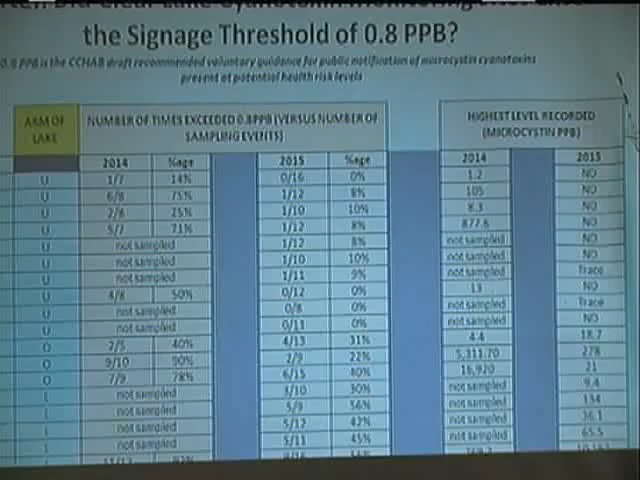 Clear Lake Cyanotoxin Monitoring
the Signage Threshold of 0.8 PPB?
0.8 PPB is the CCHAB draft recommended voluntary guidance for public notification of microcystin cyanotoxins
present at potential health risk levels
ARM OF LAKE NUMBER OF TIMES EXCEEDED 0.8PPB (VERSUS NUMBER OF SAMPLING EVENTS) HIGHEST LEVEL RECORDED (MICROCYSTIN PPB)
2014 %age 2015 %age 2014 2015
U 1/7 14% 0/16 0% 1.2 ND
U 6/8 75% 1/12 8% 105 ND
U 2/8 25% 1/10 10% 8.3 ND
U 5/7 71% 1/12 8% 877.6 ND
U not sampled 1/12 8% not sampled ND
U not sampled 1/10 10% not sampled ND
U not sampled 1/11 9% not sampled Trace
U 4/8 50% 0/12 0% 13 ND
U not sampled 0/8 0% not sampled Trace
U not sampled 0/11 0% not sampled ND
O 2/5 40% 4/13 31% 4.4 18.7
O 9/10 90% 2/9 22% 5,311.70 278
O 7/9 78% 6/15 40% 16,920 21
L not sampled 3/10 30% not sampled 9.4
L not sampled 5/9 56% not sampled 134
L not sampled 5/12 42% not sampled 36.1
L not sampled 5/11 45% not sampled 65.5